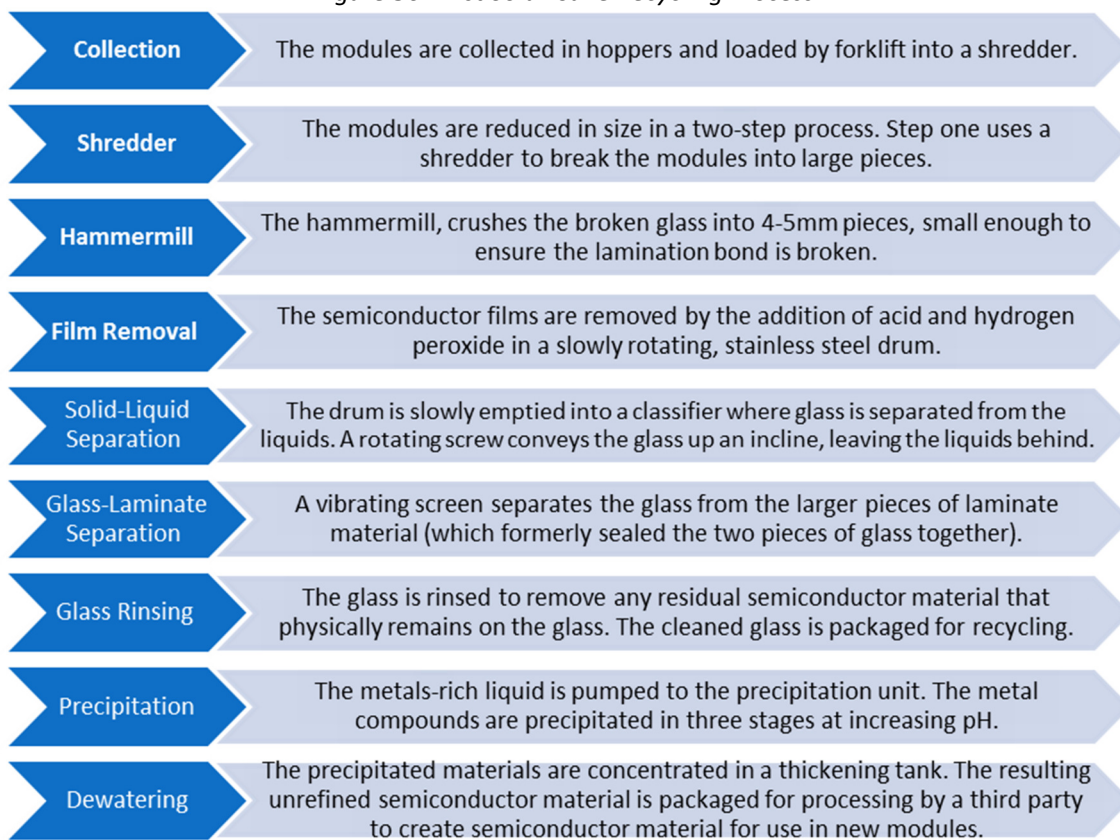 Collection
The modules are collected in hoppers and loaded by forklift into a shredder.
Shredder
The modules are reduced in size in a two-step process. Step one uses a
shredder to break the modules into large pieces.
Hammermill
The hammermill, crushes the broken glass into 4-5mm pieces, small enough to
ensure the lamination bond is broken.
Film Removal
The semiconductor films are removed by the addition of acid and hydrogen
peroxide in a slowly rotating, stainless steel drum.
Solid-Liquid
Separation
The drum is slowly emptied into a classifier where glass is separated from the
liquids. A rotating screw conveys the glass up an incline, leaving the liquids behind.
Glass-Laminate
Separation
A vibrating screen separates the glass from the larger pieces of laminate
material (which formerly sealed the two pieces of glass together).
Glass Rinsing
The glass is rinsed to remove any residual semiconductor material that
physically remains on the glass. The cleaned glass is packaged for recycling.
Precipitation
The metals-rich liquid is pumped to the precipitation unit. The metal
compounds are precipitated in three stages at increasing pH.
Dewatering
The precipitated materials are concentrated in a thickening tank. The resulting
unrefined semiconductor material is packaged for processing by a third party
to create semiconductor material for use in new modules.